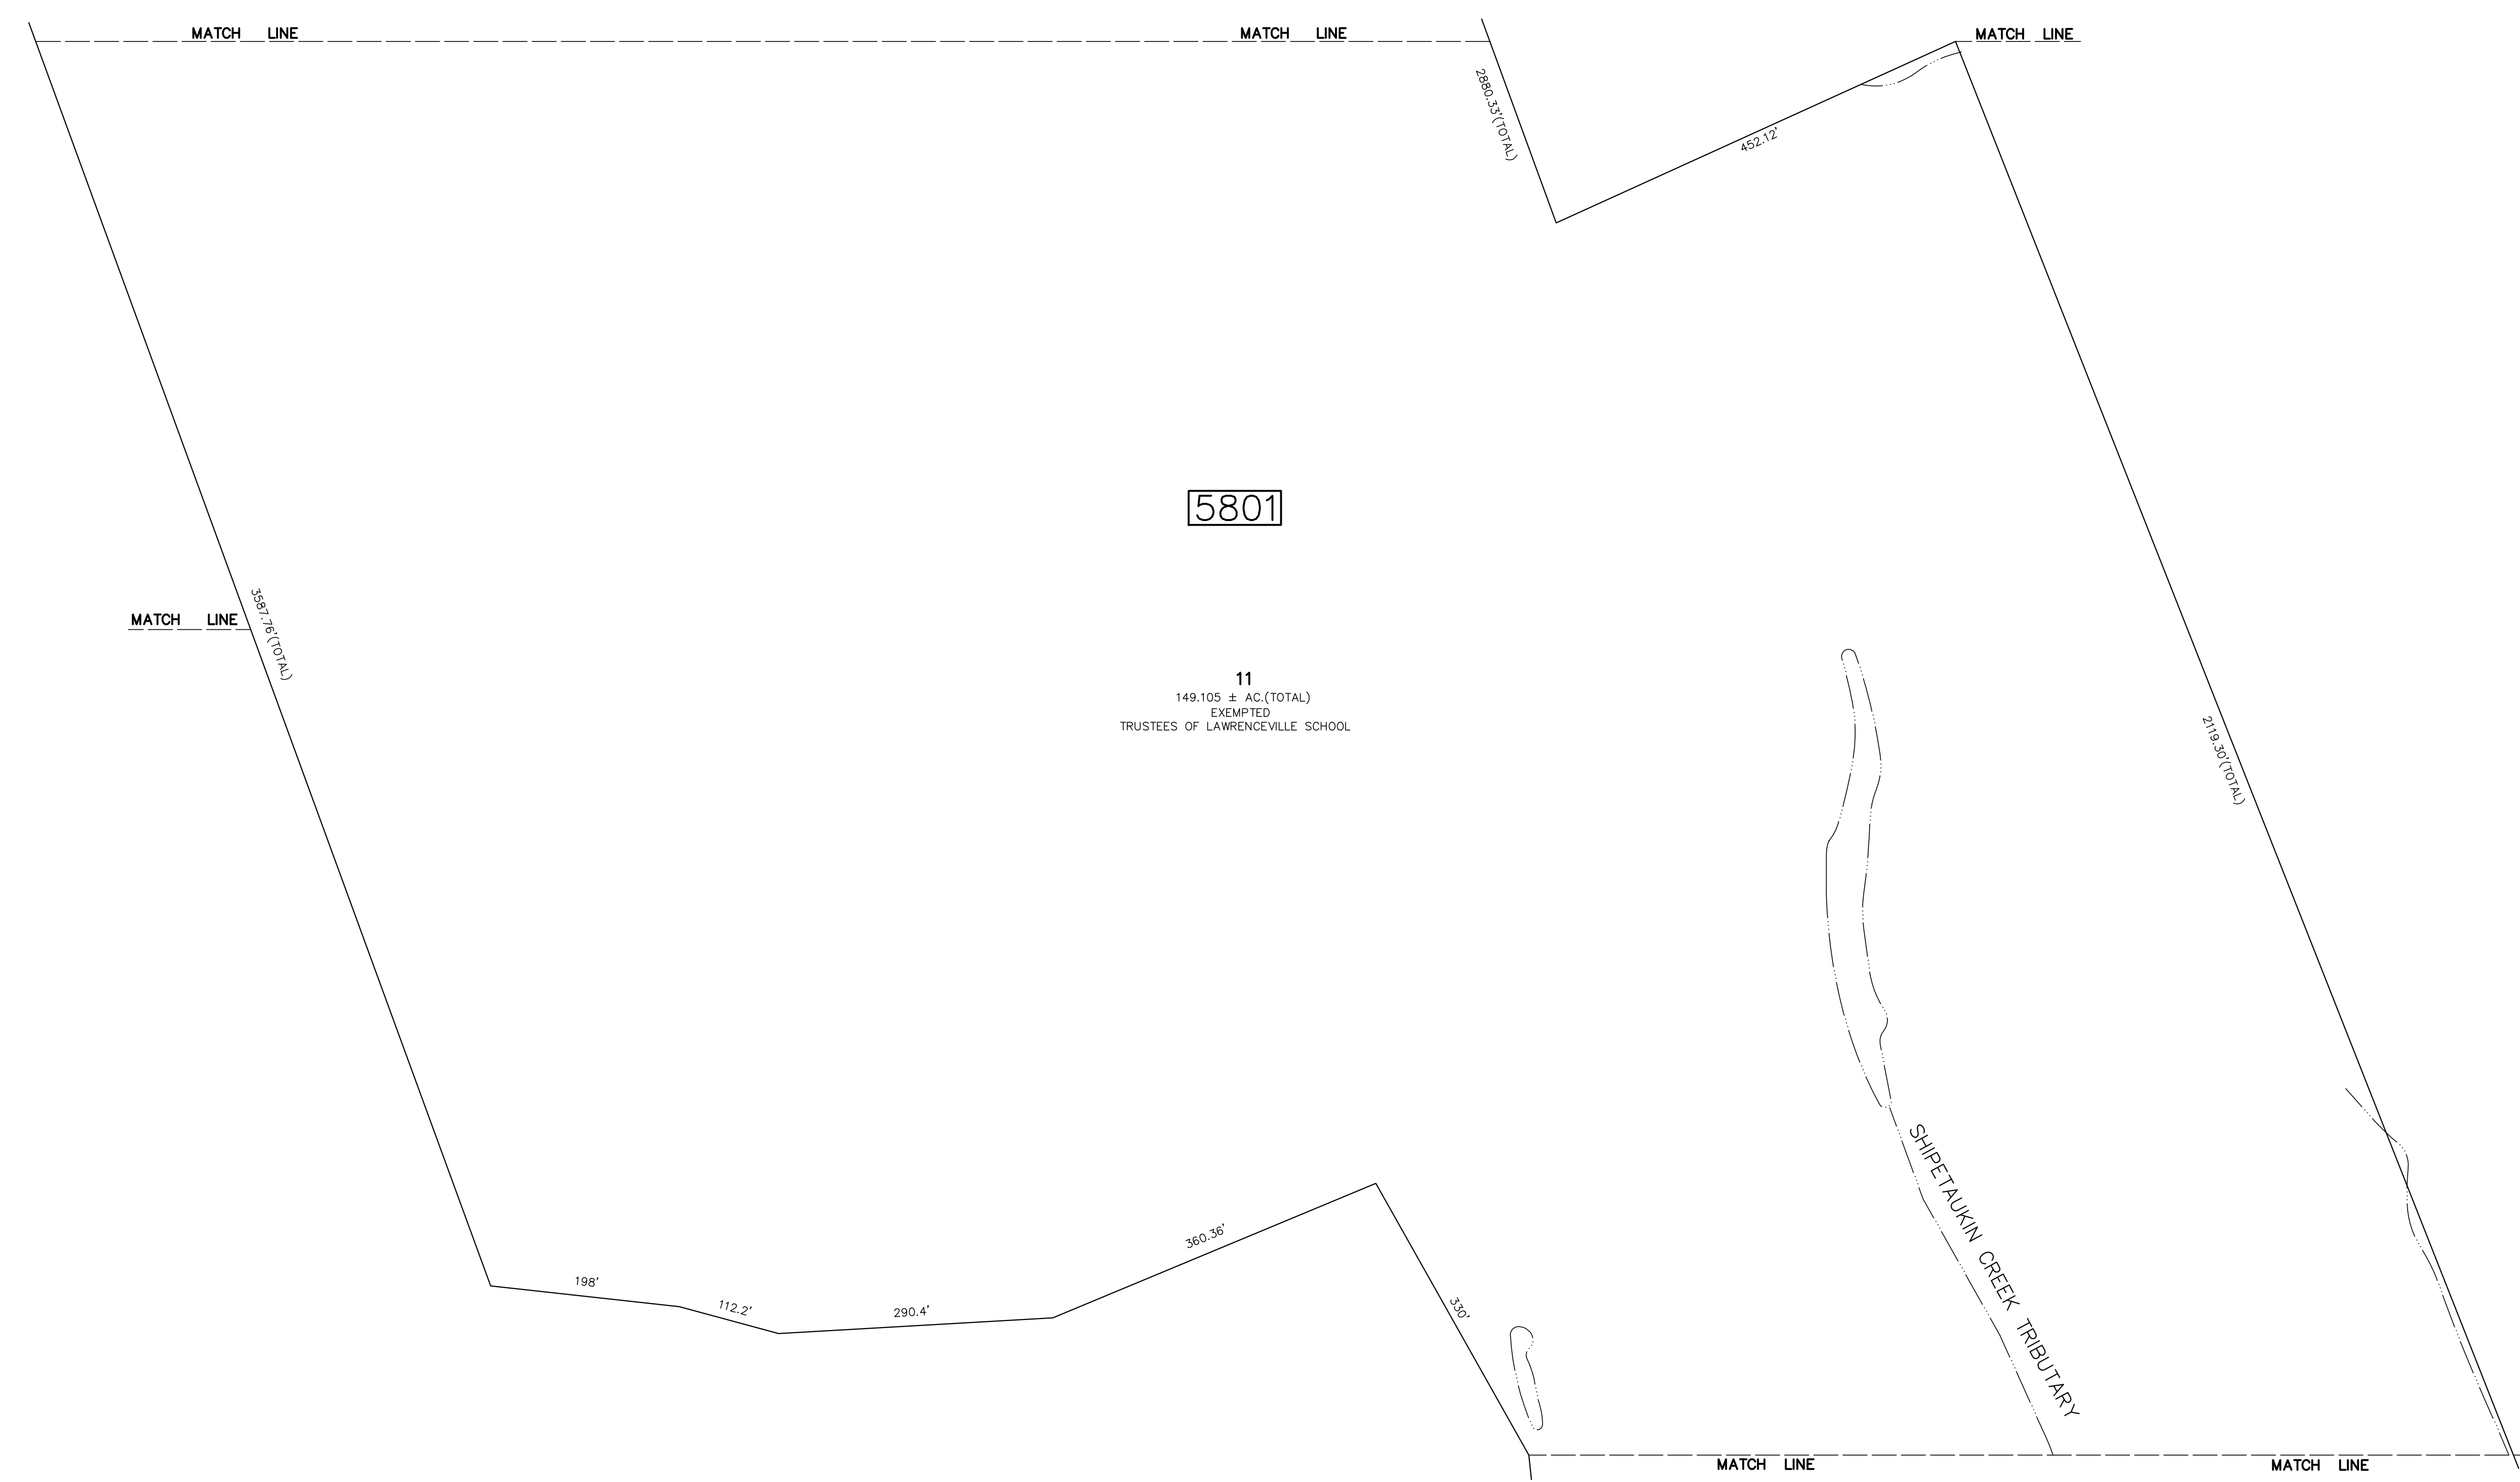 MATCH LINE
MATCH LINE
MATCH LINE
2880.33'(TOTAL)
452.12'
5801
3587.76'(TOTAL)
MATCH LINE
11
149.105 ± AC.(TOTAL)
EXEMPTED
TRUSTEES OF LAWRENCEVILLE SCHOOL
2119.30'(TOTAL)
SHIPETAUKIN CREEK TRIBUTARY
360.36'
198'
112.2'
290.4'
330'
MATCH LINE
MATCH LINE